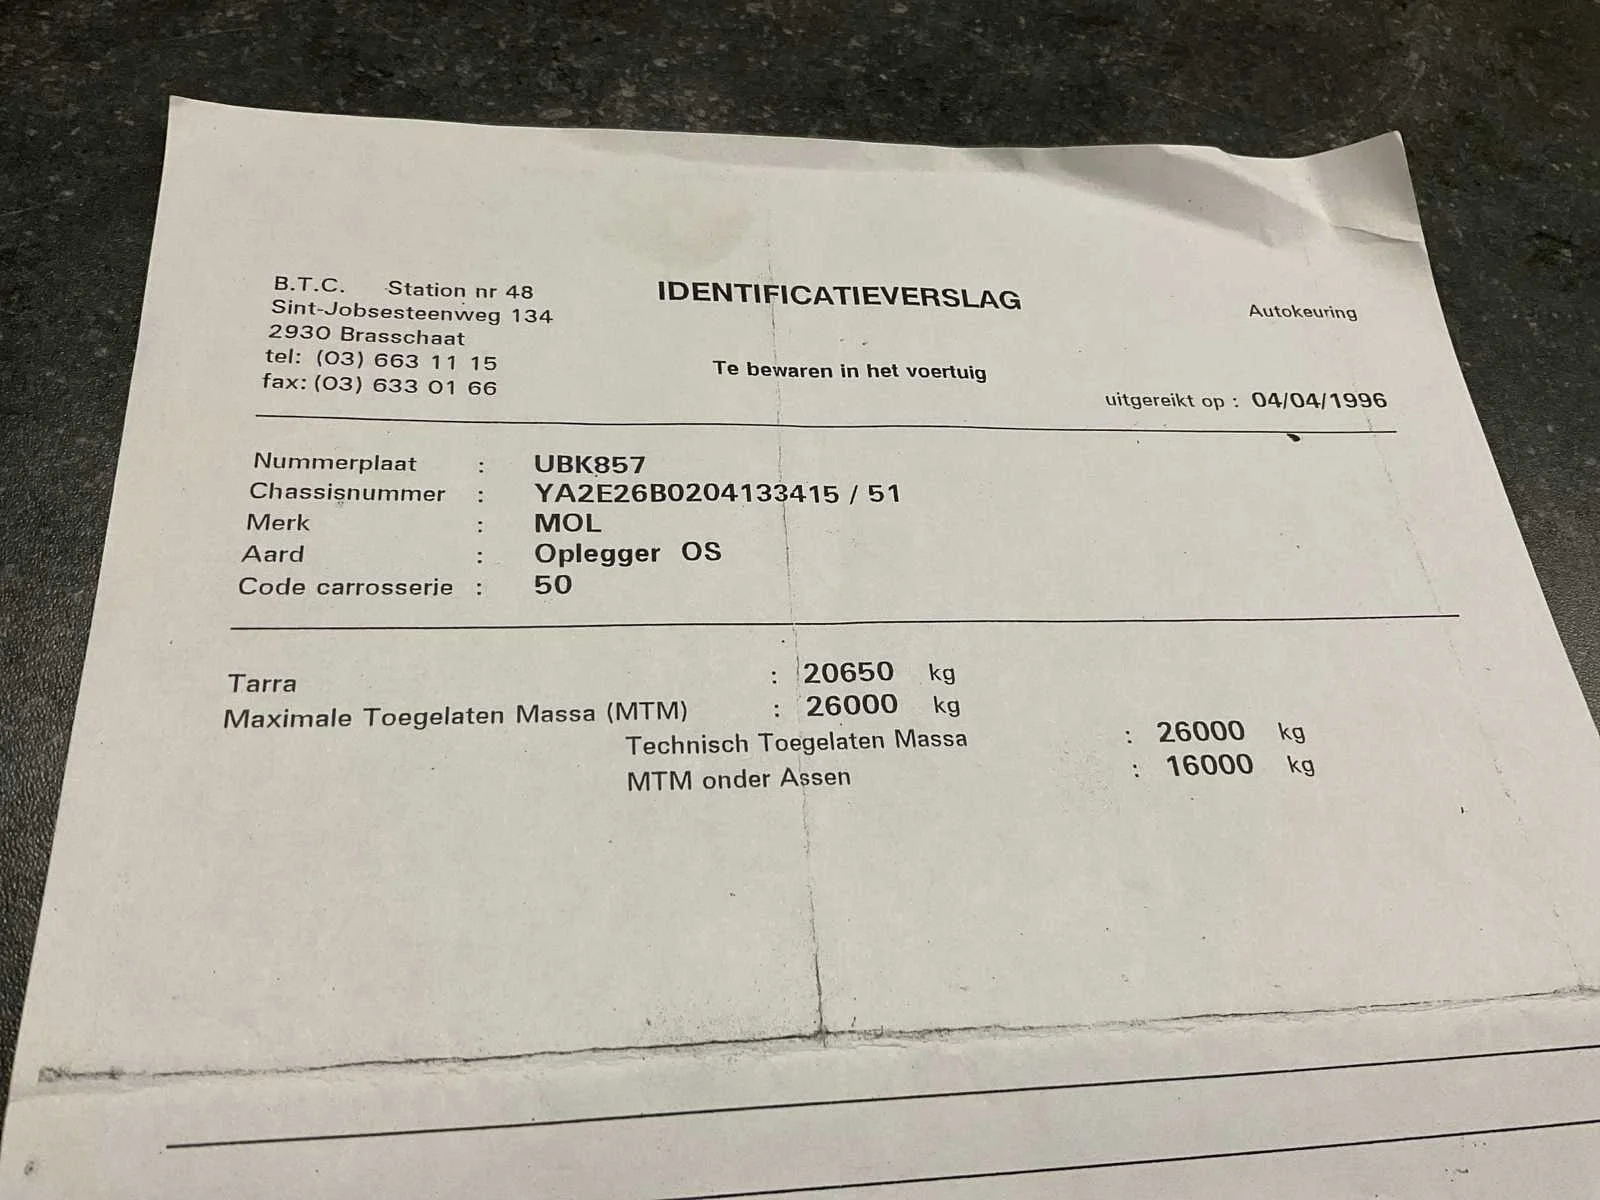 B.T.C. Station nr 48
Sint-Jobsesteenweg 134
2930 Brasschaat
tel: (03) 663 11 15
fax: (03) 633 01 66
IDENTIFICATIEVERSLAG
Te bewaren in het voertuig
Autokeuring
uitgereikt op : 04/04/1996
Nummerplaat : UBK857
Chassisnummer : YA2E26B0204133415 / 51
Merk : MOL
Aard : Oplegger OS
Code carrosserie : 50
Tarra : 20650 kg
Maximale Toegelaten Massa (MTM) : 26000 kg
Technisch Toegelaten Massa : 26000 kg
MTM onder Assen : 16000 kg